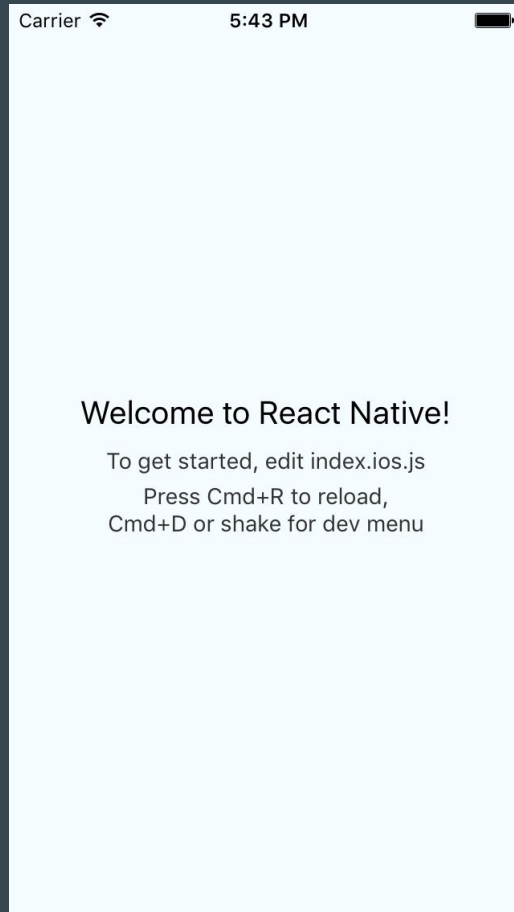 Carrier 5:43 PM
Welcome to React Native!
To get started, edit index.ios.js
Press Cmd+R to reload,
Cmd+D or shake for dev menu